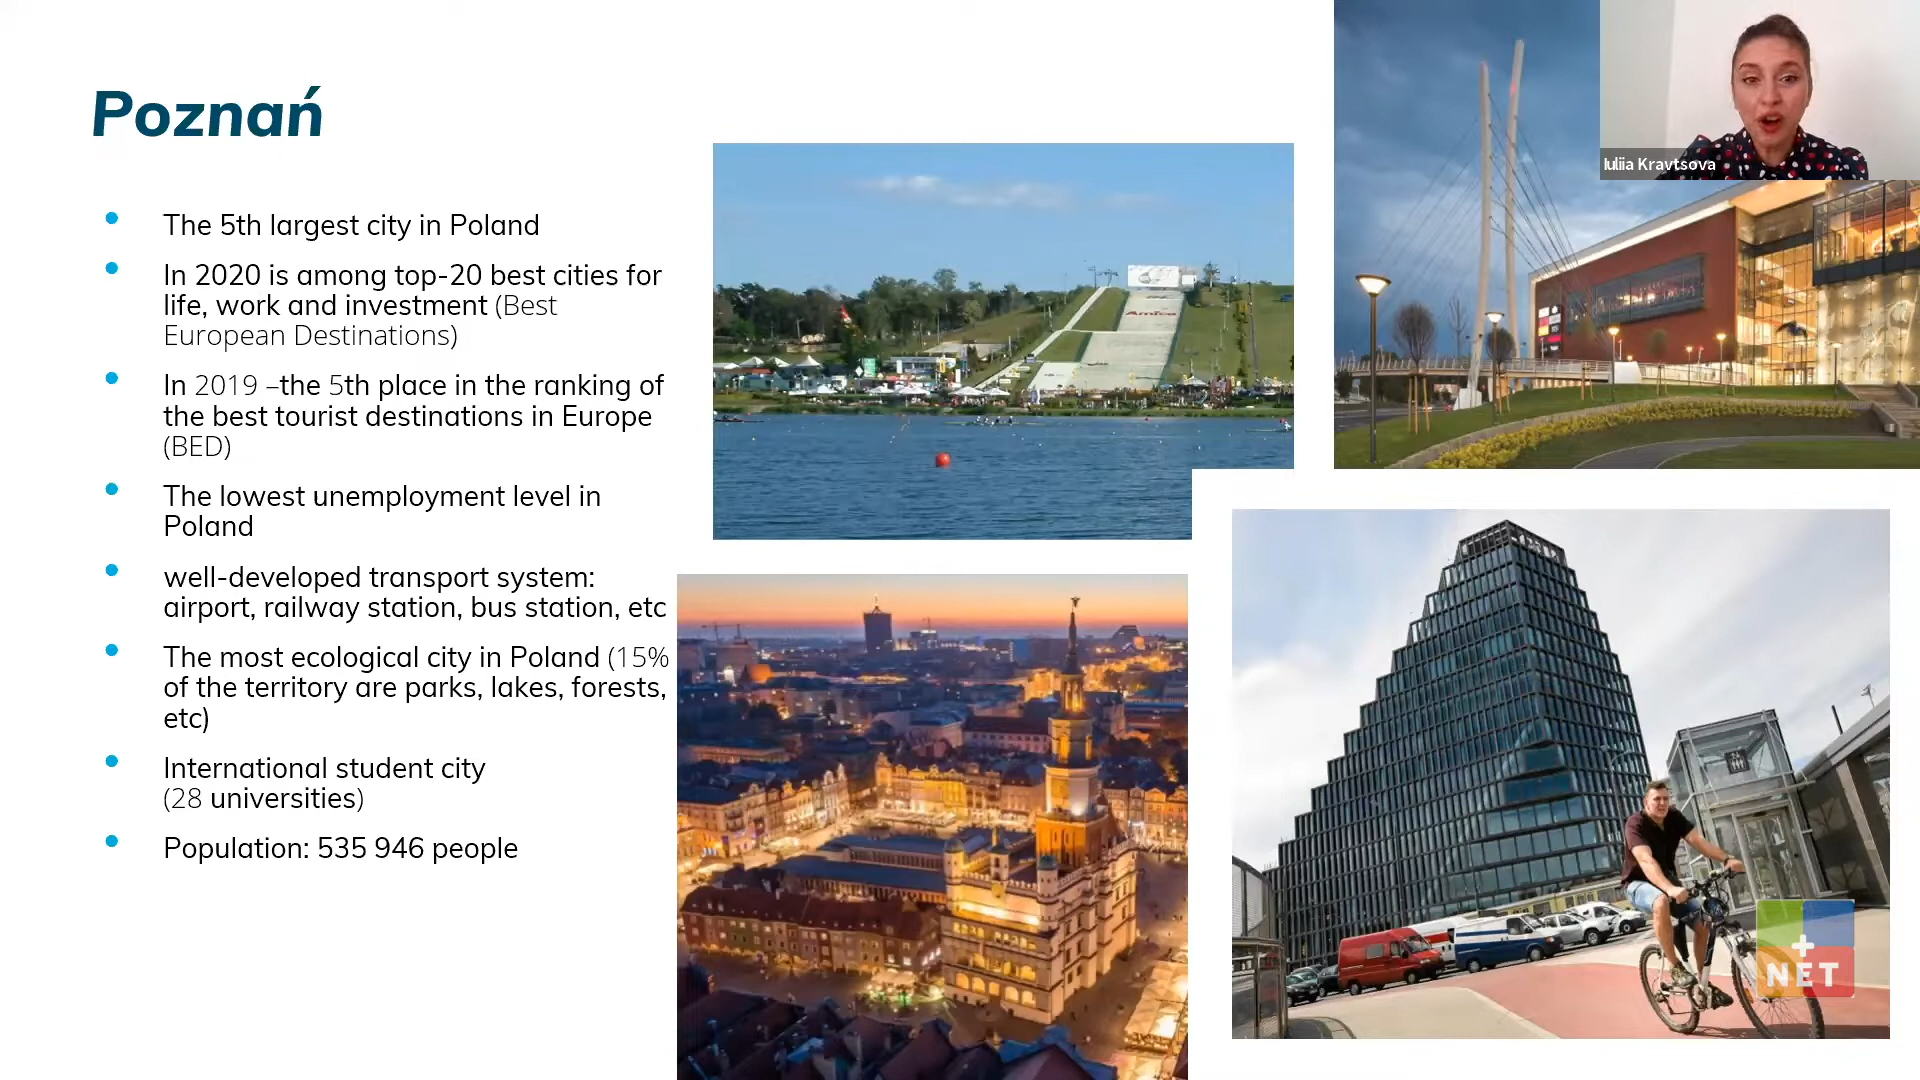 Poznań
The 5th largest city in Poland
In 2020 is among top-20 best cities for
life, work and investment (Best
European Destinations)
In 2019 –the 5th place in the ranking of
the best tourist destinations in Europe
(BED)
The lowest unemployment level in
Poland
well-developed transport system:
airport, railway station, bus station, etc
The most ecological city in Poland (15%
of the territory are parks, lakes, forests,
etc)
International student city
(28 universities)
Population: 535 946 people
Amica
Iuliia Kravtsova
+
NET